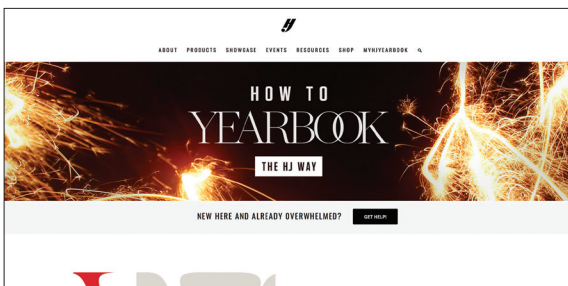 HJ
ABOUT PRODUCTS SHOWCASE EVENTS RESOURCES SHOP MYHJYEARBOOK
HOW TO
YEARBOOK
THE HJ WAY
NEW HERE AND ALREADY OVERWHELMED? GET HELP!